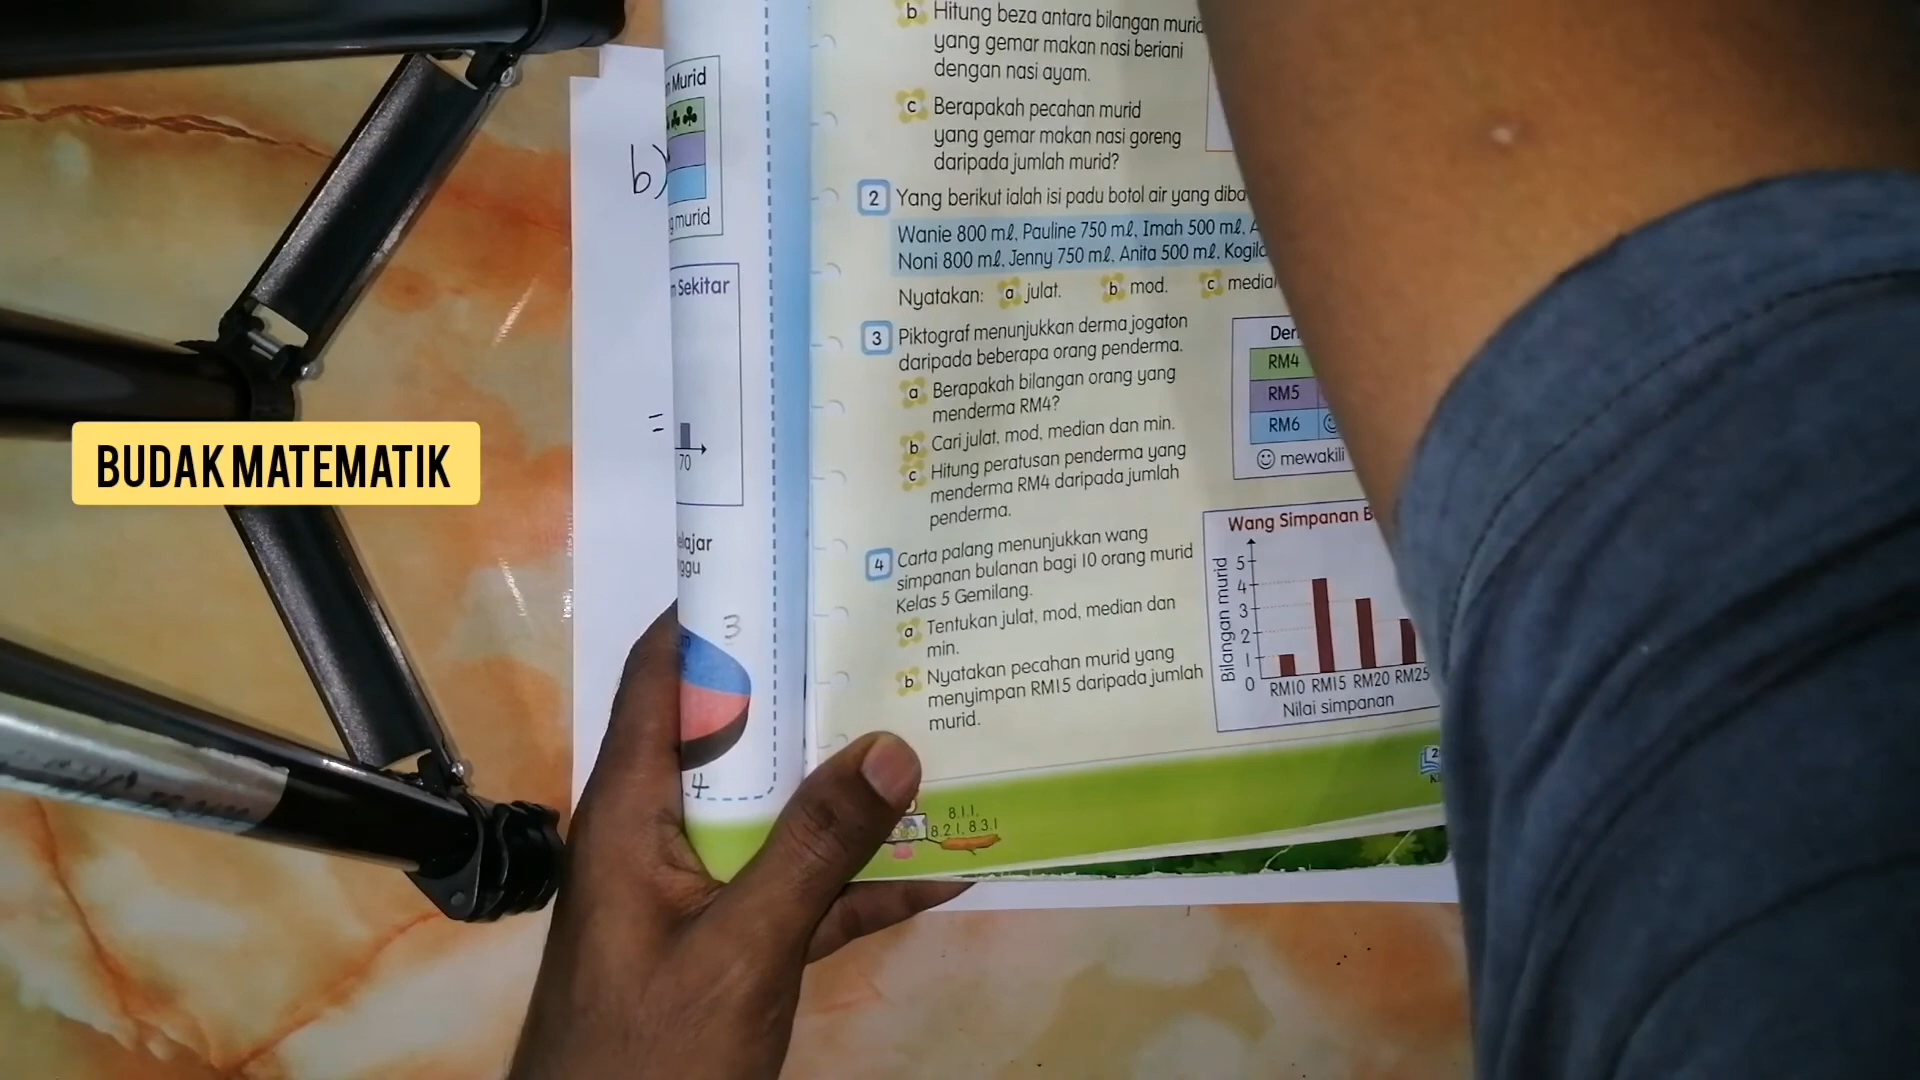 b Hitung beza antara bilangan
yang gemar makan nasi beriani
dengan nasi ayam.
c Berapakah pecahan murid
yang gemar makan nasi goreng
daripada jumlah murid?
2 Yang berikut ialah isi padu botol air yang
Wanie 800 mℓ, Pauline 750 mℓ, Imah 500 mℓ,
Noni 800 mℓ, Jenny 750 mℓ, Anita 500 mℓ,
Nyatakan: a julat. b mod. c
3 Piktograf menunjukkan derma jogaton
daripada beberapa orang penderma.
a Berapakah bilangan orang yang
menderma RM4?
b Cari julat, mod, median dan min.
c Hitung peratusan penderma yang
menderma RM4 daripada jumlah
penderma.
RM4
RM5
RM6
mewakili
4 Carta palang menunjukkan wang
simpanan bulanan bagi 10 orang murid
Kelas 5 Gemilang.
a Tentukan julat, mod, median dan
min.
b Nyatakan pecahan murid yang
menyimpan RM15 daripada jumlah
murid.
Wang Simpanan
Bilangan murid
5
4
3
2
1
0
RM10 RM15 RM20 RM25
Nilai simpanan
8.1.1,
8.2.1, 8.3.1
Murid
b)
murid
Sekitar
=
70
3
4
BUDAK MATEMATIK